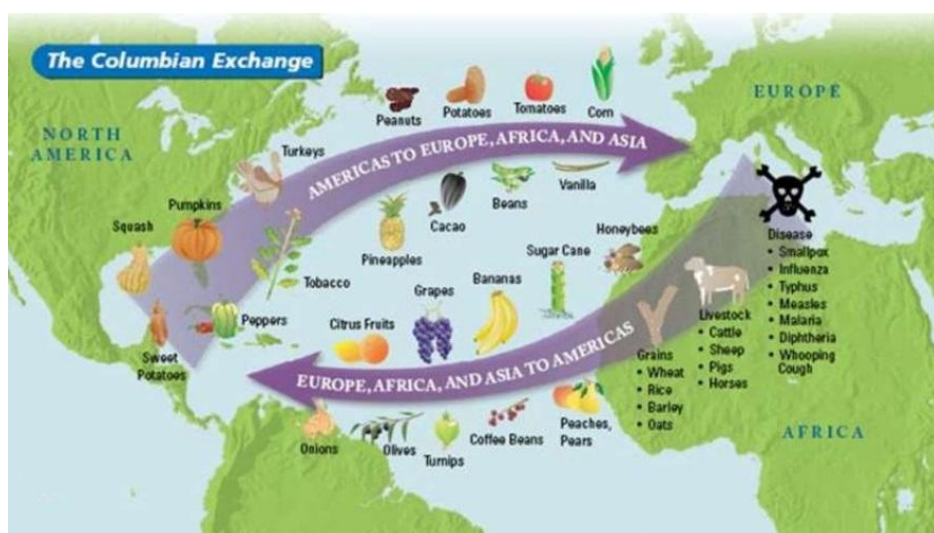 The Columbian Exchange
NORTH
AMERICA
EUROPE
AFRICA
AMERICAS TO EUROPE, AFRICA, AND ASIA
Peanuts
Potatoes
Tomatoes
Corn
Turkeys
Pumpkins
Squash
Tobacco
Peppers
Sweet
Potatoes
Pineapples
Cacao
Beans
Vanilla
EUROPE, AFRICA, AND ASIA TO AMERICAS
Citrus Fruits
Grapes
Bananas
Sugar Cane
Honeybees
Onions
Olives
Turnips
Coffee Beans
Peaches,
Pears
Grains
• Wheat
• Rice
• Barley
• Oats
Livestock
• Cattle
• Sheep
• Pigs
• Horses
Disease
• Smallpox
• Influenza
• Typhus
• Measles
• Malaria
• Diphtheria
• Whooping
Cough